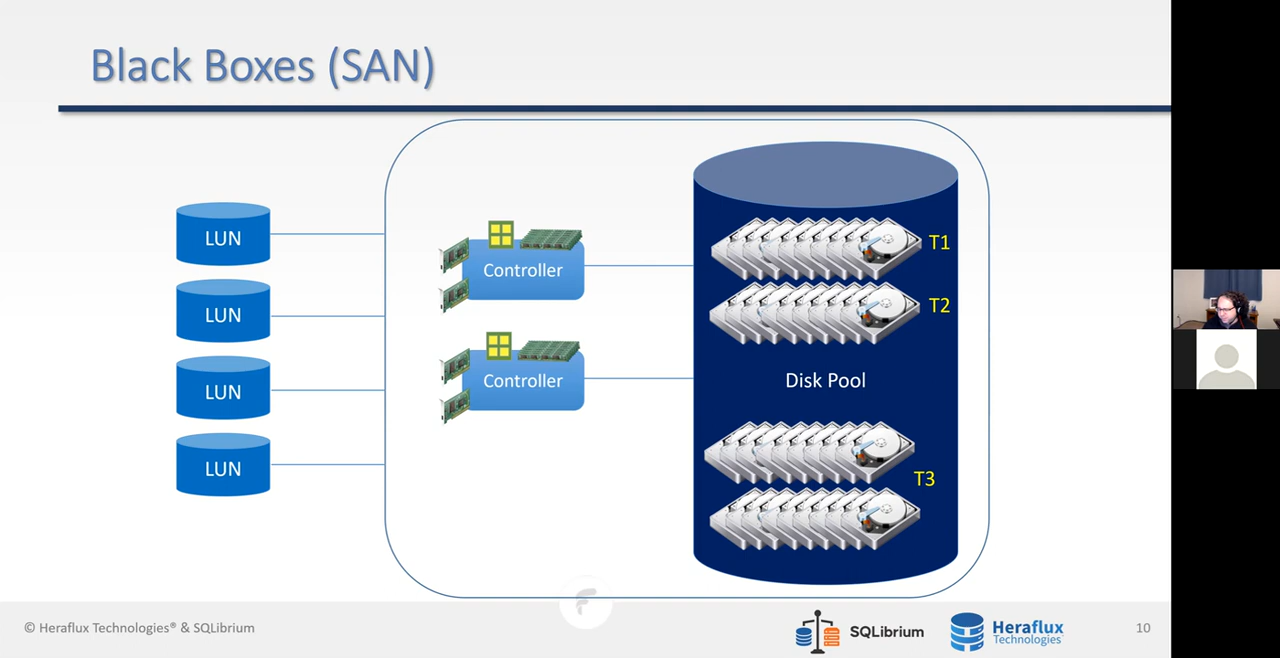 Black Boxes (SAN)
LUN
LUN
LUN
LUN
Controller
Controller
T1
T2
Disk Pool
T3
© Heraflux Technologies® & SQLibrium
SQLibrium
Heraflux
Technologies
10